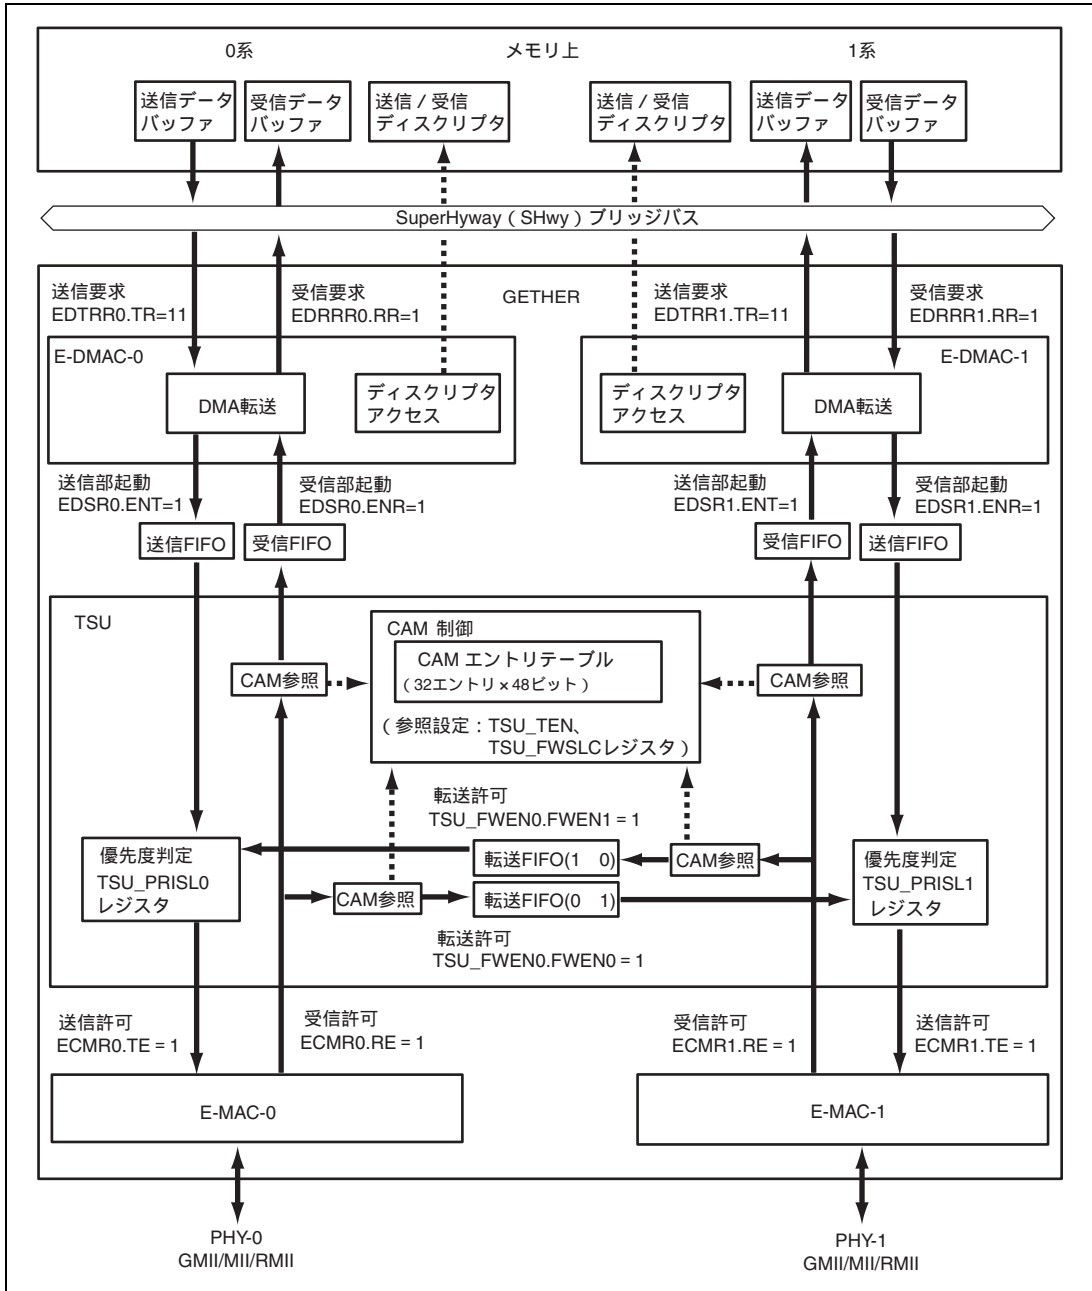 0系 メモリ上 1系
送信データ
バッファ
受信データ
バッファ
送信 / 受信
ディスクリプタ
送信 / 受信
ディスクリプタ
送信データ
バッファ
受信データ
バッファ
SuperHyway ( SHwy ) ブリッジバス
GETHER
送信要求
EDTRR0.TR=11
受信要求
EDRRR0.RR=1
送信要求
EDTRR1.TR=11
受信要求
EDRRR1.RR=1
E-DMAC-0
E-DMAC-1
DMA転送
ディスクリプタ
アクセス
ディスクリプタ
アクセス
DMA転送
送信部起動
EDSR0.ENT=1
受信部起動
EDSR0.ENR=1
送信部起動
EDSR1.ENT=1
受信部起動
EDSR1.ENR=1
送信FIFO
受信FIFO
受信FIFO
送信FIFO
TSU
CAM 制御
CAM エントリテーブル
( 32エントリ × 48ビット )
( 参照設定 : TSU_TEN、
TSU_FWSLCレジスタ )
CAM参照
CAM参照
転送許可
TSU_FWEN0.FWEN1 = 1
優先度判定
TSU_PRISL0
レジスタ
転送FIFO(1 0)
CAM参照
CAM参照
転送FIFO(0 1)
優先度判定
TSU_PRISL1
レジスタ
転送許可
TSU_FWEN0.FWEN0 = 1
送信許可
ECMR0.TE = 1
受信許可
ECMR0.RE = 1
受信許可
ECMR1.RE = 1
送信許可
ECMR1.TE = 1
E-MAC-0
E-MAC-1
PHY-0
GMII/MII/RMII
PHY-1
GMII/MII/RMII